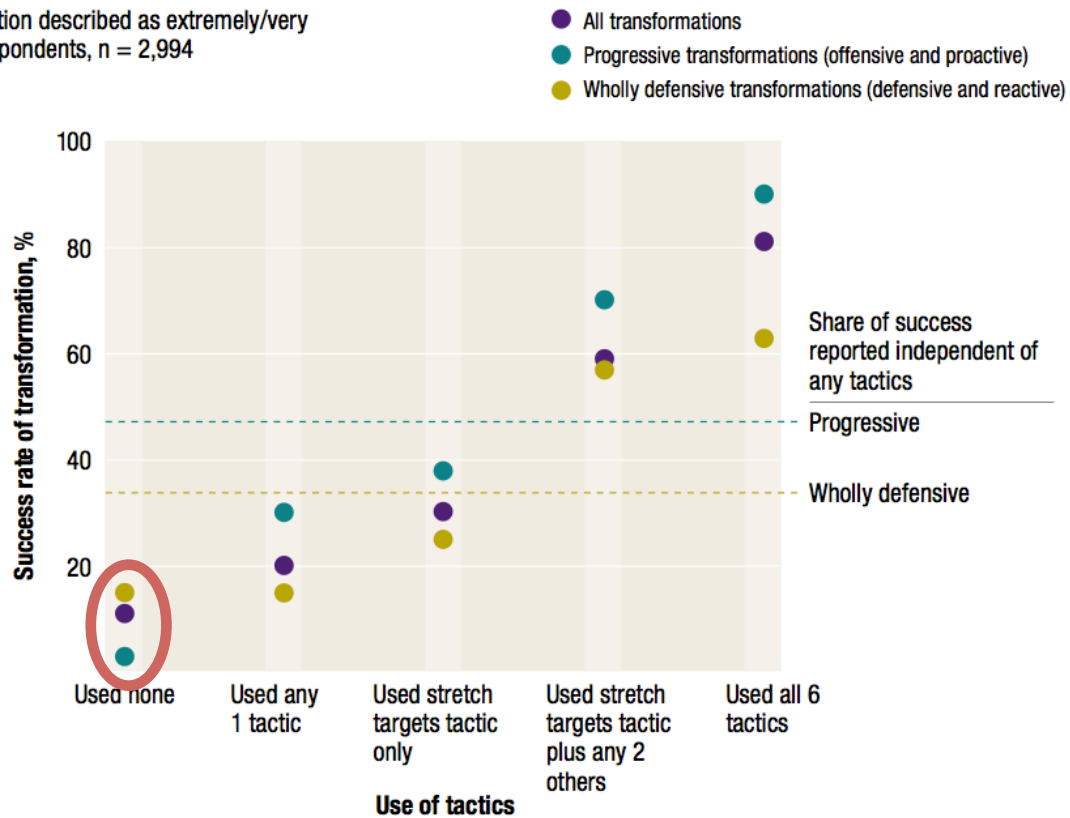 tion described as extremely/very
pondents, n = 2,994
All transformations
Progressive transformations (offensive and proactive)
Wholly defensive transformations (defensive and reactive)
100
80
60
40
20
Success rate of transformation, %
Share of success
reported independent of
any tactics
Progressive
Wholly defensive
Used none
Used any
1 tactic
Used stretch
targets tactic
only
Used stretch
targets tactic
plus any 2
others
Used all 6
tactics
Use of tactics